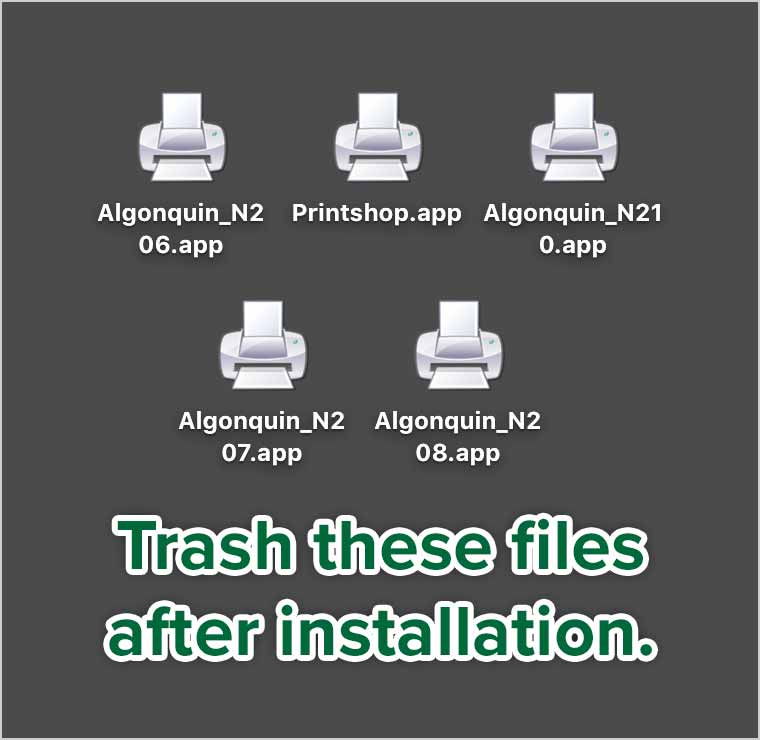 Algonquin_N2
06.app
Printshop.app
Algonquin_N21
0.app
Algonquin_N2
07.app
Algonquin_N2
08.app
Trash these files
after installation.